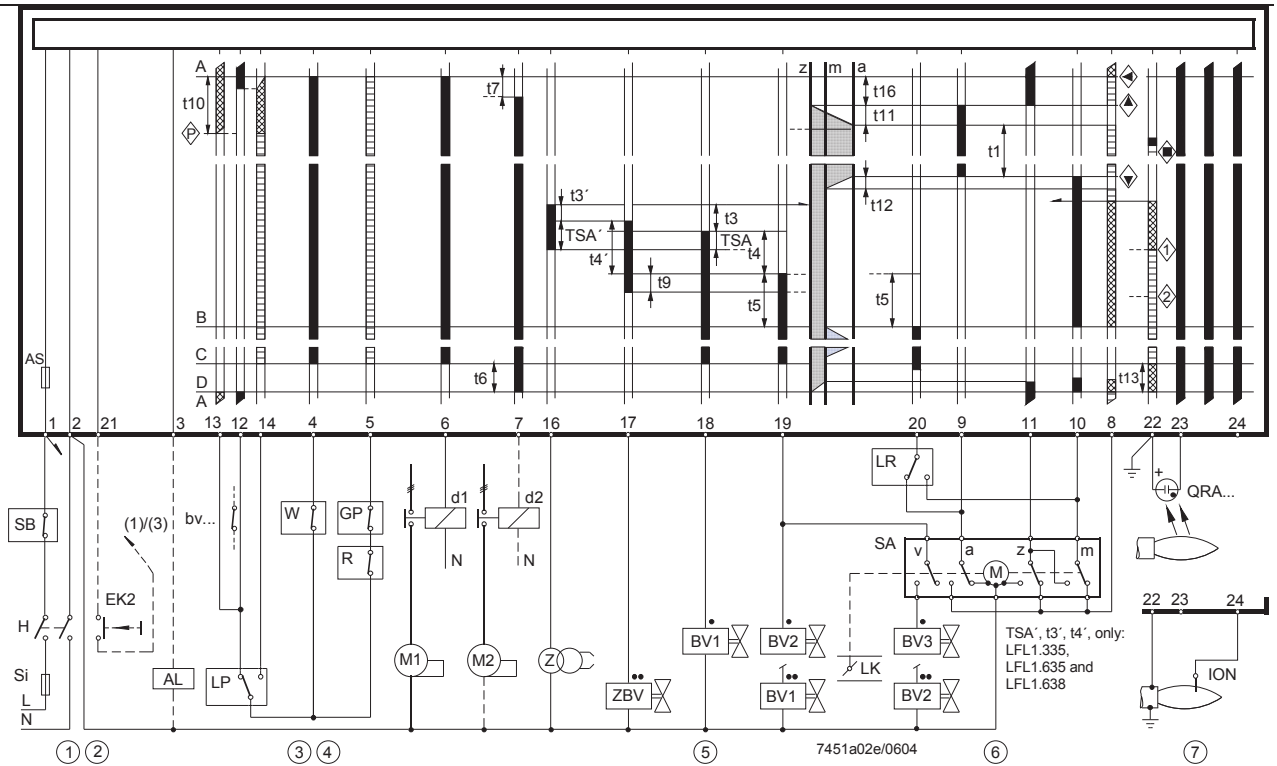 A
z m a
t10
t7
t16
t11
P
t1
t12
t3´
t3
TSA´
TSA
t4
t4´
1
t9
t5
t5
2
B
C
AS
D
t6
t13
A
1 2 21 3 13 12 14 4 5 6 7 16 17 18 19 20 9 11 10 8 22 23 24
LR
d1 d2
+
QRA...
SB
(1)/(3)
bv...
W
GP
SA
v a z m
R
N
N
M
EK2
H
22 23 24
BV1
BV2
BV3
TSA´, t3´, t4´, only:
LFL1.335,
LFL1.635 and
LFL1.638
M1
M2
Z
LK
Si
AL
LP
ZBV
BV1
BV2
ION
L
N
1 2 3 4 5 7451a02e/0604 6 7